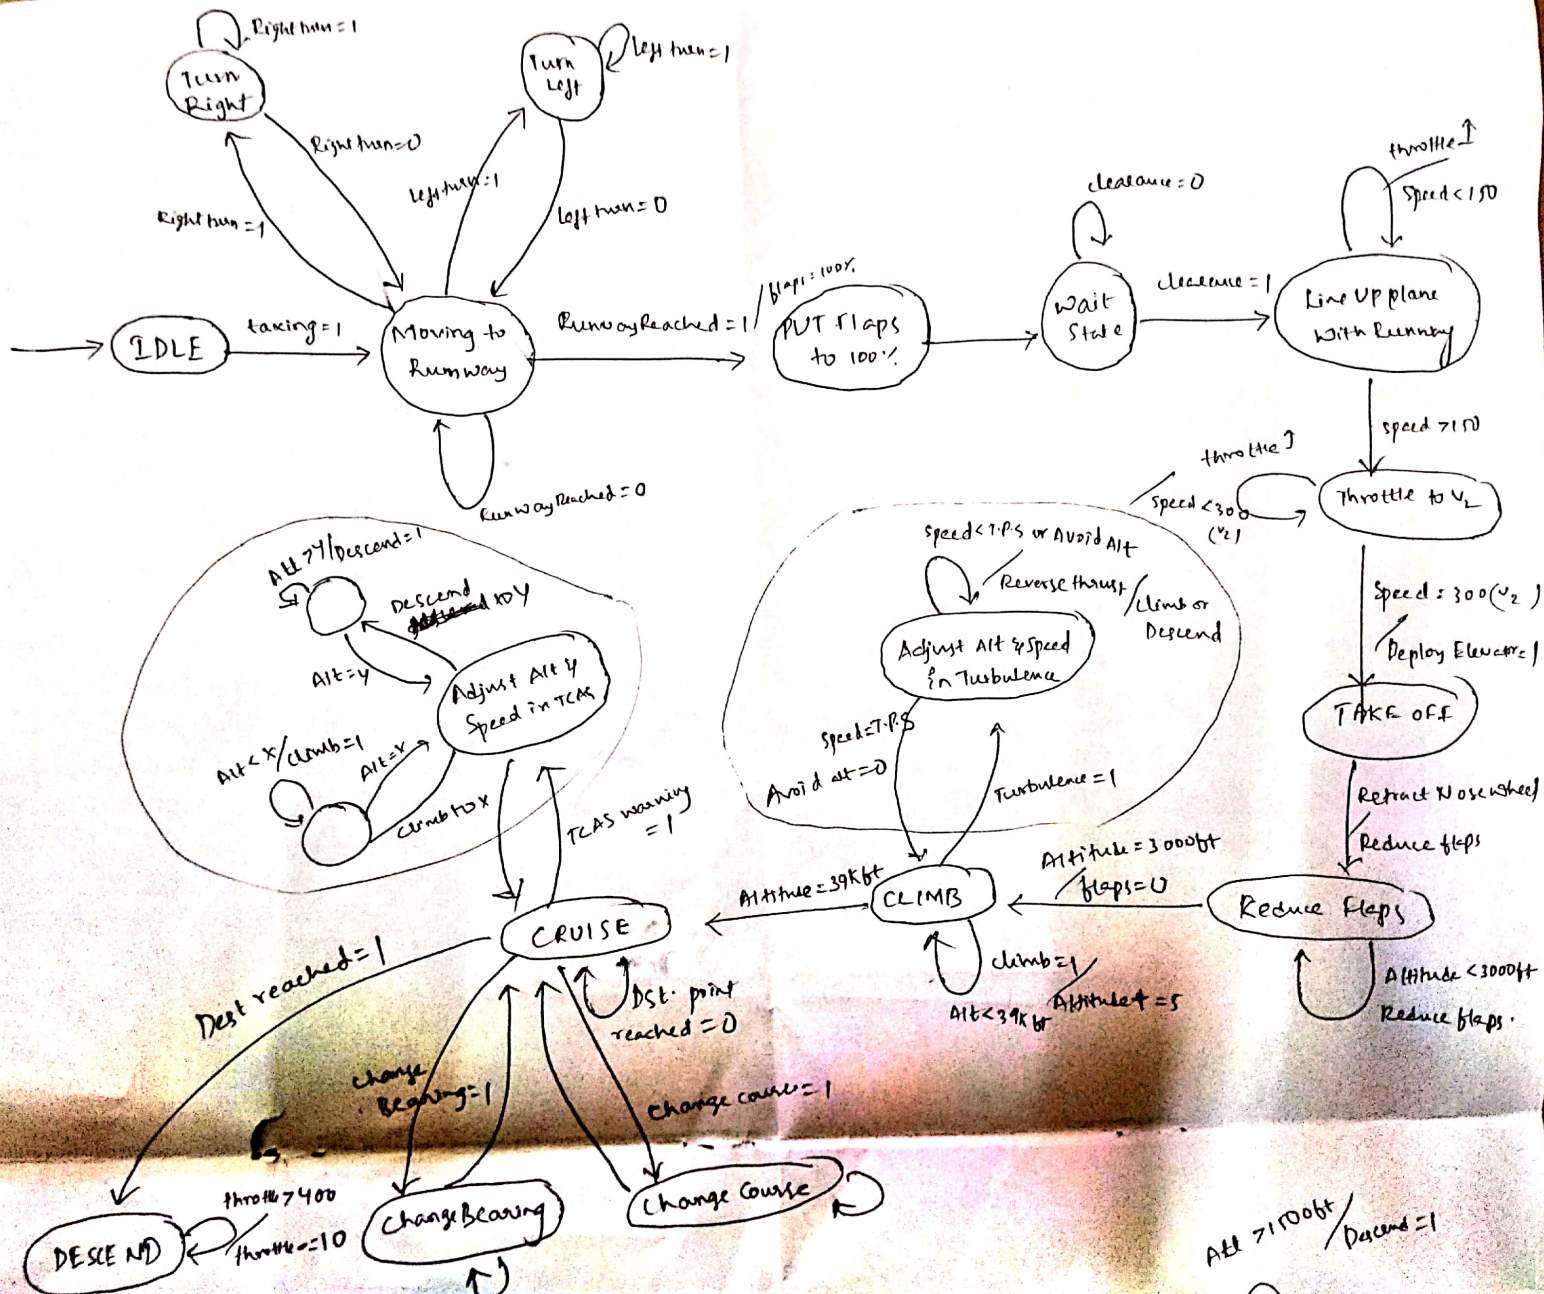 Right turn = 1
Turn
Right
Right turn=0
Right turn =1
Turn
Left
Left turn =1
Left turn=1
Left turn= 0
IDLE
taxing=1
Moving to
Runway
RunwayReached = 0
RunwayReached = 1 / flaps = 100%
PUT Flaps
to 100%
Wait
State
clearance = 0
clearance = 1
Line Up plane
with Runway
throttle ↑
Speed < 150
speed > 150
Throttle to V2
throttle ↑
Speed < 300
(V2)
Speed = 300 (V2)
Deploy Elevator=1
TAKE OFF
Retract Nose wheel
Reduce flaps
Reduce Flaps
Altitude < 3000ft
Reduce flaps.
Altitude = 3000ft
flaps = 0
CLIMB
climb=1
Alt<39K ft
Altitude+ = 5
Turbulence = 1
Speed=T.P.S
Avoid alt=0
Adjust Alt & Speed
in Turbulence
Speed<T.P.S or Avoid Alt
Reverse thrust / climb or
Descend
Altitude = 39K ft
CRUISE
TCAS warning
= 1
Adjust Alt &
Speed in TCAS
Descend
to Y
Alt >Y/Descend=1
Alt = Y
Alt < X/climb=1
Alt=X
climb to X
Dst. point
reached = 0
Dest reached = 1
change
Bearing=1
change course = 1
DESCEND
throttle > 400
throttle -= 10
Change Bearing
Change Course
Alt > 1500ft / Descend = 1